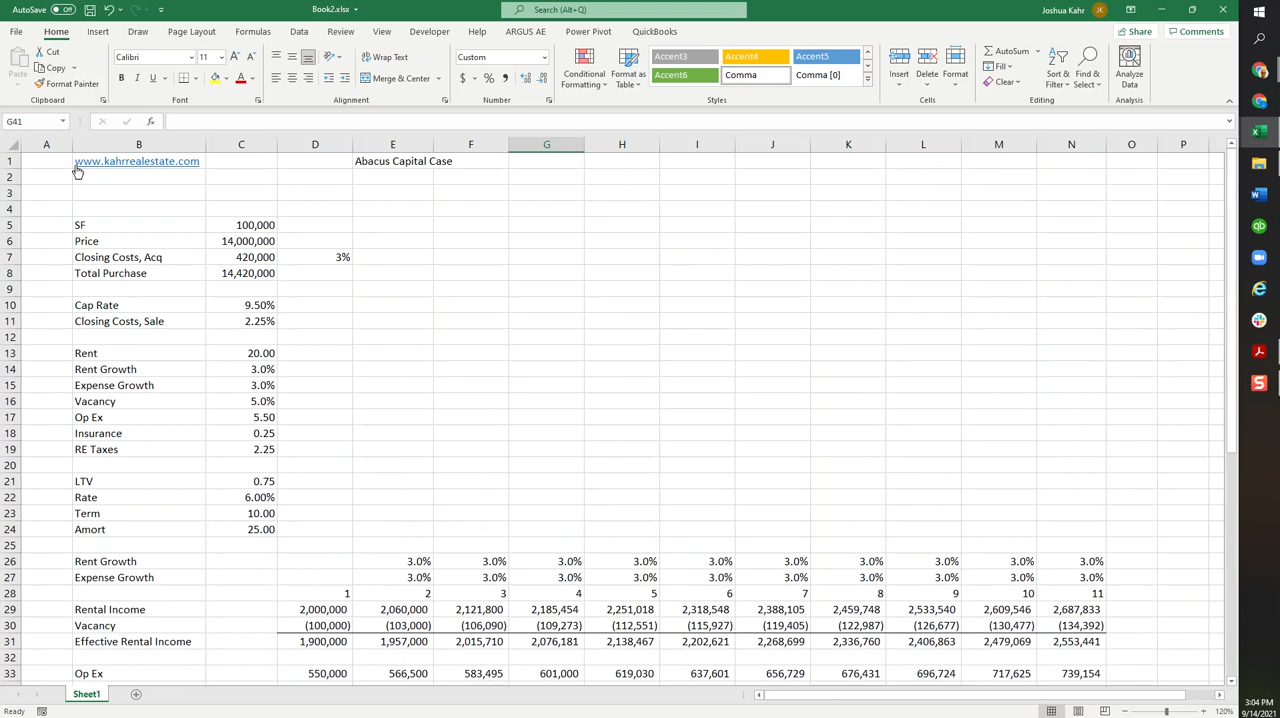 AutoSave Off Book2.xlsx Search (Alt+Q) Joshua Kahr JK
File Home Insert Draw Page Layout Formulas Data Review View Developer Help ARGUS AE Power Pivot QuickBooks Share Comments
Paste Cut Copy Format Painter Clipboard
Calibri 11 B I U Font
Wrap Text Merge & Center Alignment
Custom $ % Number
Conditional Formatting Format as Table Accent3 Accent4 Accent5 Accent6 Comma Comma [0] Styles
Insert Delete Format Cells
AutoSum Fill Clear Sort & Filter Find & Select Editing
Analyze Data Analysis
G41 fx
A B C D E F G H I J K L M N O P
1 www.kahrrealestate.com Abacus Capital Case
2
3
4
5 SF 100,000
6 Price 14,000,000
7 Closing Costs, Acq 420,000 3%
8 Total Purchase 14,420,000
9
10 Cap Rate 9.50%
11 Closing Costs, Sale 2.25%
12
13 Rent 20.00
14 Rent Growth 3.0%
15 Expense Growth 3.0%
16 Vacancy 5.0%
17 Op Ex 5.50
18 Insurance 0.25
19 RE Taxes 2.25
20
21 LTV 0.75
22 Rate 6.00%
23 Term 10.00
24 Amort 25.00
25
26 Rent Growth 3.0% 3.0% 3.0% 3.0% 3.0% 3.0% 3.0% 3.0% 3.0% 3.0%
27 Expense Growth 3.0% 3.0% 3.0% 3.0% 3.0% 3.0% 3.0% 3.0% 3.0% 3.0%
28 1 2 3 4 5 6 7 8 9 10 11
29 Rental Income 2,000,000 2,060,000 2,121,800 2,185,454 2,251,018 2,318,548 2,388,105 2,459,748 2,533,540 2,609,546 2,687,833
30 Vacancy (100,000) (103,000) (106,090) (109,273) (112,551) (115,927) (119,405) (122,987) (126,677) (130,477) (134,392)
31 Effective Rental Income 1,900,000 1,957,000 2,015,710 2,076,181 2,138,467 2,202,621 2,268,699 2,336,760 2,406,863 2,479,069 2,553,441
32
33 Op Ex 550,000 566,500 583,495 601,000 619,030 637,601 656,729 676,431 696,724 717,625 739,154
Sheet1
Ready 120%
3:04 PM
9/14/2021